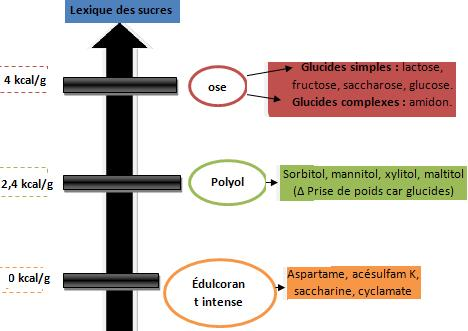 Lexique des sucres
4 kcal/g
ose
Glucides simples : lactose,
fructose, saccharose, glucose.
Glucides complexes : amidon.
2,4 kcal/g
Polyol
Sorbitol, mannitol, xylitol, maltitol
(Δ Prise de poids car glucides)
0 kcal/g
Édulcoran
t intense
Aspartame, acésulfam K,
saccharine, cyclamate